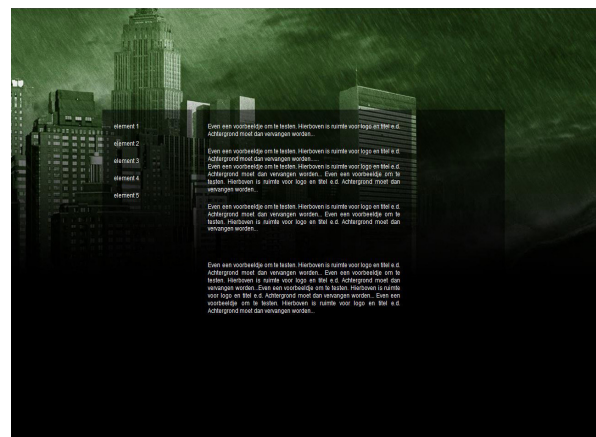 element 1
element 2
element 3
element 4
element 5
Even een voorbeeldje om te testen. Hierboven is ruimte voor logo en titel e.d.
Achtergrond moet dan vervangen worden...
Even een voorbeeldje om te testen. Hierboven is ruimte voor logo en titel e.d.
Achtergrond moet dan vervangen worden.....
Even een voorbeeldje om te testen. Hierboven is ruimte voor logo en titel e.d.
Achtergrond moet dan vervangen worden... Even een voorbeeldje om te
testen. Hierboven is ruimte voor logo en titel e.d. Achtergrond moet dan
vervangen worden...
Even een voorbeeldje om te testen. Hierboven is ruimte voor logo en titel e.d.
Achtergrond moet dan vervangen worden... Even een voorbeeldje om te
testen. Hierboven is ruimte voor logo en titel e.d. Achtergrond moet dan
vervangen worden...
Even een voorbeeldje om te testen. Hierboven is ruimte voor logo en titel e.d.
Achtergrond moet dan vervangen worden... Even een voorbeeldje om te
testen. Hierboven is ruimte voor logo en titel e.d. Achtergrond moet dan
vervangen worden...Even een voorbeeldje om te testen. Hierboven is ruimte
voor logo en titel e.d. Achtergrond moet dan vervangen worden... Even een
voorbeeldje om te testen. Hierboven is ruimte voor logo en titel e.d.
Achtergrond moet dan vervangen worden...